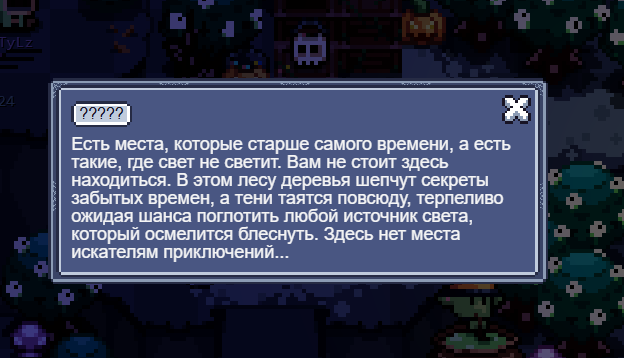 TyLz
24
?????
Есть места, которые старше самого времени, а есть
такие, где свет не светит. Вам не стоит здесь
находиться. В этом лесу деревья шепчут секреты
забытых времен, а тени таятся повсюду, терпеливо
ожидая шанса поглотить любой источник света,
который осмелится блеснуть. Здесь нет места
искателям приключений...